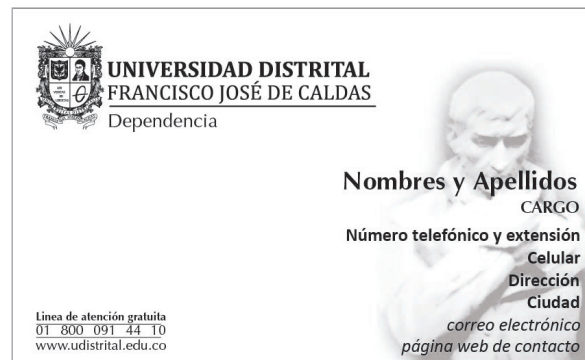 UNIVERSIDAD DISTRITAL
FRANCISCO JOSÉ DE CALDAS
Dependencia
Nombres y Apellidos
CARGO
Número telefónico y extensión
Celular
Dirección
Ciudad
correo electrónico
página web de contacto
Linea de atención gratuita
01 800 091 44 10
www.udistrital.edu.co